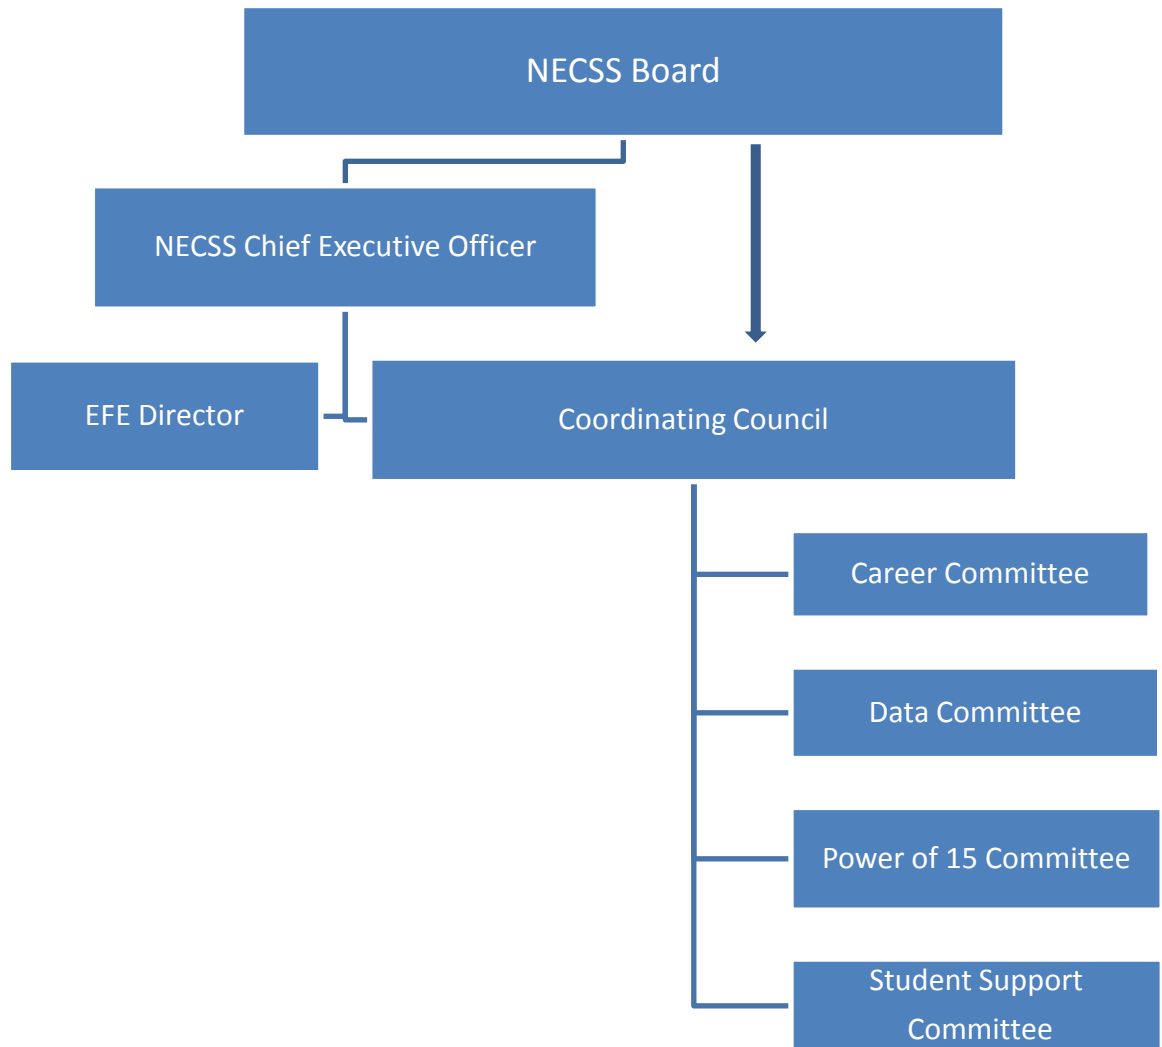 NECSS Board
NECSS Chief Executive Officer
EFE Director
Coordinating Council
Career Committee
Data Committee
Power of 15 Committee
Student Support
Committee